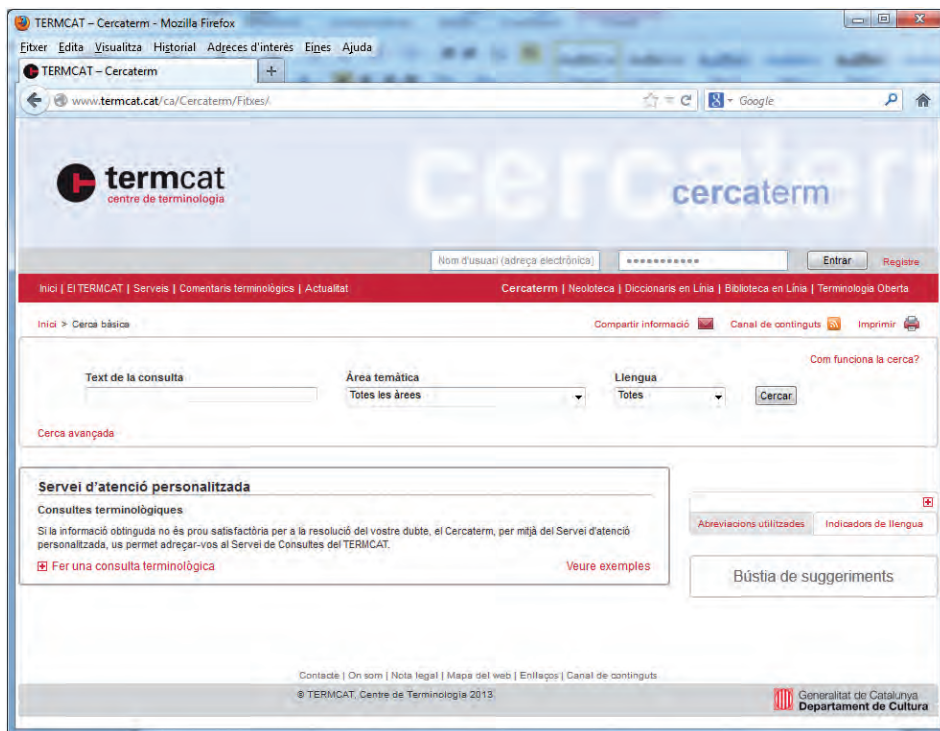 TERMCAT – Cercaterm - Mozilla Firefox
Fitxer Edita Visualitza Historial Adreces d'interès Eines Ajuda
TERMCAT – Cercaterm +
www.termcat.cat/ca/Cercaterm/Fitxes/ Google
cercaterm
termcat
centre de terminologia
cercaterm
Nom d'usuari (adreça electrònica) Entrar Registre
Inici | El TERMCAT | Serveis | Comentaris terminològics | Actualitat Cercaterm | Neoloteca | Diccionaris en Línia | Biblioteca en Línia | Terminologia Oberta
Inici > Cerca bàsica Compartir informació Canal de continguts Imprimir
Com funciona la cerca?
Text de la consulta Àrea temàtica Llengua
Totes les àrees Totes Cercar
Cerca avançada
Servei d'atenció personalitzada
Consultes terminològiques
Si la informació obtinguda no és prou satisfactòria per a la resolució del vostre dubte, el Cercaterm, per mitjà del Servei d'atenció
personalitzada, us permet adreçar-vos al Servei de Consultes del TERMCAT.
Fer una consulta terminològica Veure exemples
Abreviacions utilitzades Indicadors de llengua
Bústia de suggeriments
Contacte | On som | Nota legal | Mapa del web | Enllaços | Canal de continguts
© TERMCAT, Centre de Terminologia 2013
Generalitat de Catalunya
Departament de Cultura